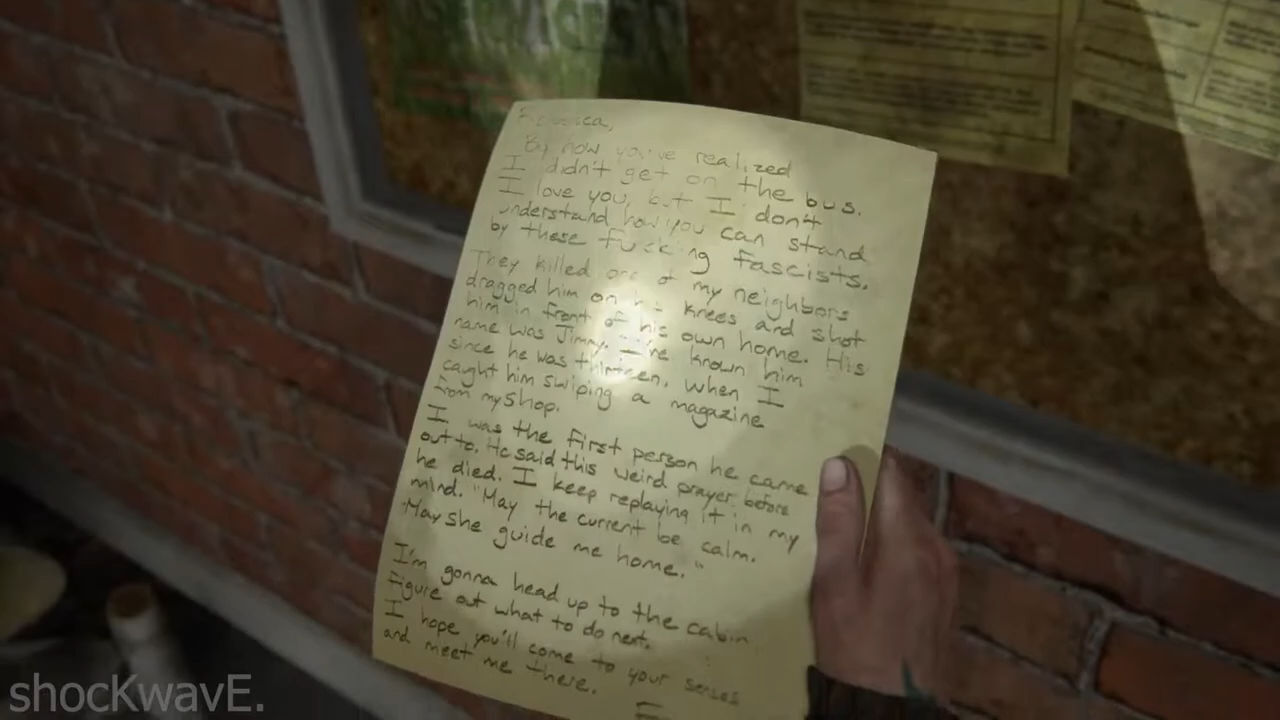 By now you've realized
I didn't get on the bus.
I love you, but I don't
understand how you can stand
by these fucking fascists.
They killed one of my neighbors
dragged him on his knees and shot
him in front of his own home. His
name was Jimmy. I've known him
since he was thirteen, when I
caught him swiping a magazine
from my shop.
I was the first person he came
out to. He said this weird prayer before
he died. I keep replaying it in my
mind. "May the current be calm.
May she guide me home."
I'm gonna head up to the cabin.
Figure out what to do next.
I hope you'll come to your senses
and meet me there.
shocKwavE.